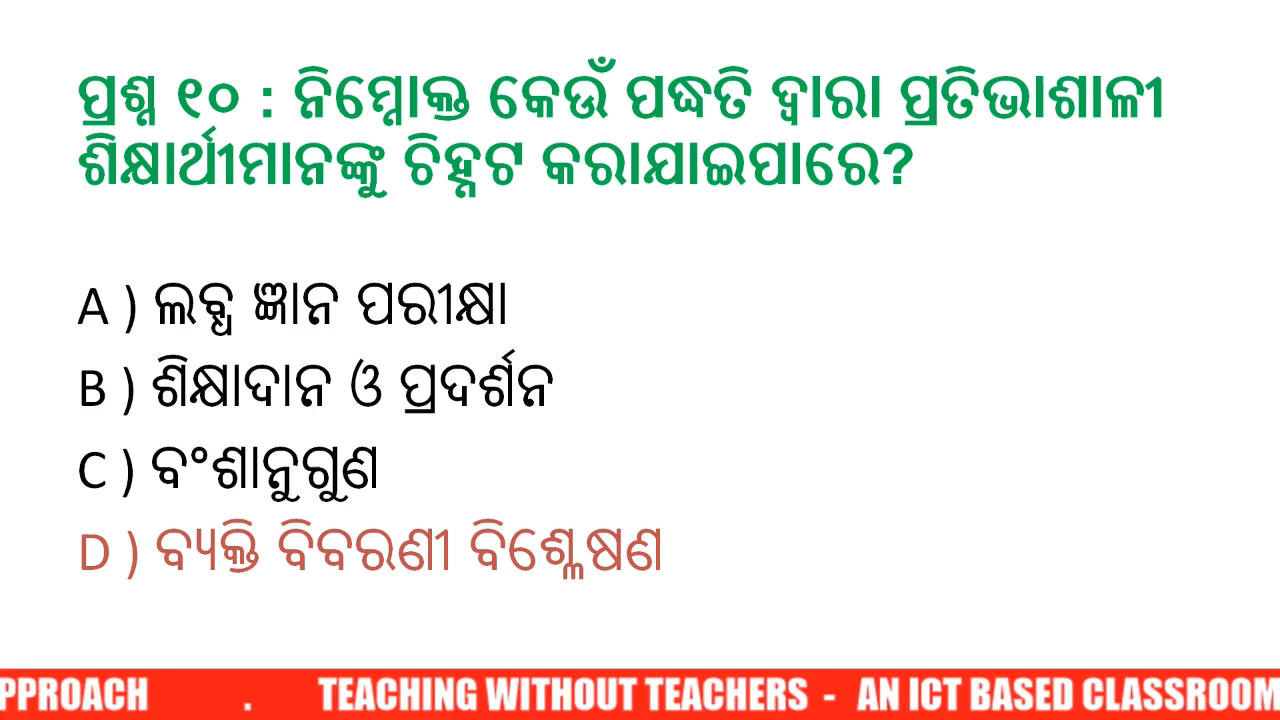 ପ୍ରଶ୍ନ ୧୦ : ନିମ୍ନୋକ୍ତ କେଉଁ ପଦ୍ଧତି ଦ୍ୱାରା ପ୍ରତିଭାଶାଳୀ
ଶିକ୍ଷାର୍ଥୀମାନଙ୍କୁ ଚିହ୍ନଟ କରାଯାଇପାରେ?
A ) ଲବ୍ଧ ଜ୍ଞାନ ପରୀକ୍ଷା
B ) ଶିକ୍ଷାଦାନ ଓ ପ୍ରଦର୍ଶନ
C ) ବଂଶାନୁଗୁଣ
D ) ବ୍ୟକ୍ତି ବିବରଣୀ ବିଶ୍ଳେଷଣ
PPROACH . TEACHING WITHOUT TEACHERS - AN ICT BASED CLASSROOM